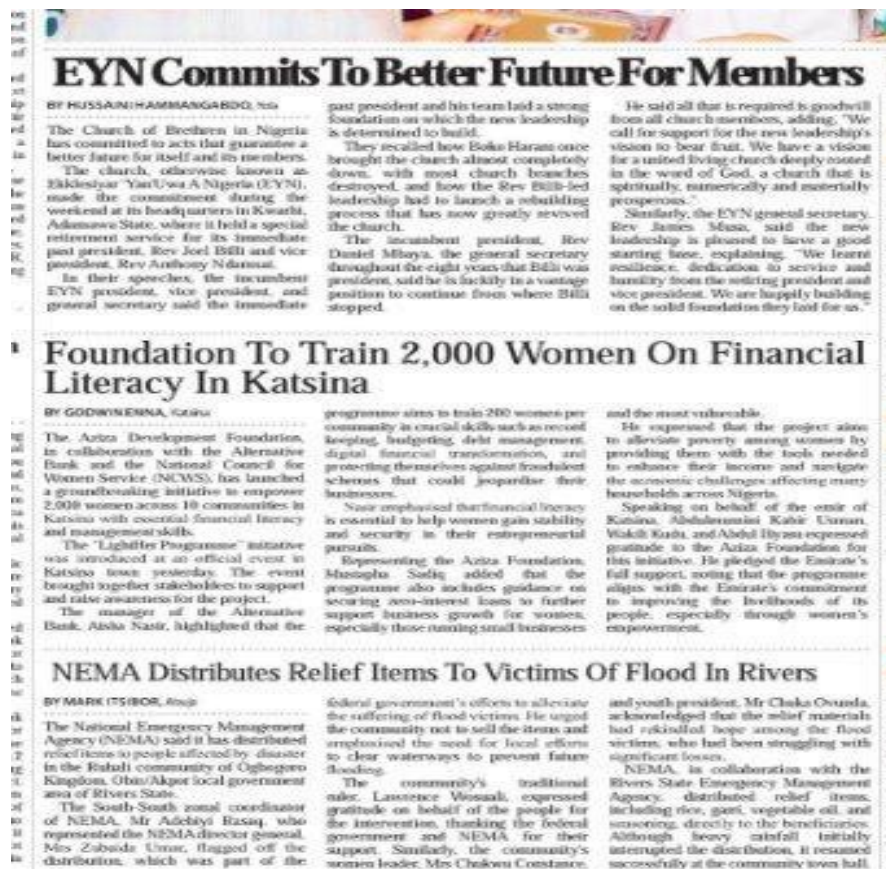 EYN Commits To Better Future For Members
BY HUSSAINI HAMMANGABDO, Yola
The Church of Brethren in Nigeria
has committed to acts that guarantee a
better future for itself and its members.
The church, otherwise known as
Ekklesiyar 'Yan'Uwa A Nigeria (EYN),
made the commitment during the
weekend at its headquarters in Kwarhi,
Adamawa State, where it held a special
retirement service for its immediate
past president, Rev Joel Billi and vice
president, Rev Anthony Ndamsai.
In their speeches, the incumbent
EYN president, vice president, and
general secretary said the immediate
past president and his team laid a strong
foundation on which the new leadership
is determined to build.
They recalled how Boko Haram once
brought the church almost completely
down, with most church branches
destroyed, and how the Rev Billi-led
leadership had to launch a rebuilding
process that has now greatly revived
the church.
The incumbent president, Rev
Daniel Mbaya, the general secretary
throughout the eight years that Billi was
president, said he is luckily in a vantage
position to continue from where Billi
stopped.
He said all that is required is goodwill
from all church members, adding, "We
call for support for the new leadership's
vision to bear fruit. We have a vision
for a united living church deeply rooted
in the word of God, a church that is
spiritually, numerically and materially
prosperous."
Similarly, the EYN general secretary,
Rev James Musa, said the new
leadership is pleased to have a good
starting base, explaining, "We learnt
resilience, dedication to service and
humility from the retiring president and
vice president. We are happily building
on the solid foundation they laid for us."
Foundation To Train 2,000 Women On Financial
Literacy In Katsina
BY GODWIN ENNA, Katsina
The Aziza Development Foundation,
in collaboration with the Alternative
Bank and the National Council for
Women Service (NCWS), has launched
a groundbreaking initiative to empower
2,000 women across 10 communities in
Katsina with essential financial literacy
and management skills.
The "Lighter Programme" initiative
was introduced at an official event in
Katsina town yesterday. The event
brought together stakeholders to support
and raise awareness for the project.
The manager of the Alternative
Bank, Aisha Nasir, highlighted that the
programme aims to train 200 women per
community in crucial skills such as record
keeping, budgeting, debt management,
digital financial transformation, and
protecting themselves against fraudulent
schemes that could jeopardise their
businesses.
Nasir emphasised that financial literacy
is essential to help women gain stability
and security in their entrepreneurial
pursuits.
Representing the Aziza Foundation,
Mustapha Sadiq added that the
programme also includes guidance on
securing zero-interest loans to further
support business growth for women,
especially those running small businesses
and the most vulnerable.
He expressed that the project aims
to alleviate poverty among women by
providing them with the tools needed
to enhance their income and navigate
the economic challenges affecting many
households across Nigeria.
Speaking on behalf of the emir of
Katsina, Abdulmumini Kabir Usman,
Wakili Kudu, and Abdul Iliyasu expressed
gratitude to the Aziza Foundation for
this initiative. He pledged the Emirate's
full support, noting that the programme
aligns with the Emirate's commitment
to improving the livelihoods of its
people, especially through women's
empowerment.
NEMA Distributes Relief Items To Victims Of Flood In Rivers
BY MARK ITSIBOR, Abuja
The National Emergency Management
Agency (NEMA) said it has distributed
relief items to people affected by disaster
in the Rubali community of Ogbogoro
Kingdom, Obio/Akpor local government
area of Rivers State.
The South-South zonal coordinator
of NEMA, Mr Adebiyi Rasaq, who
represented the NEMA director general,
Mrs Zubaida Umar, flagged off the
distribution, which was part of the
federal government's efforts to alleviate
the suffering of flood victims. He urged
the community not to sell the items and
emphasised the need for local efforts
to clear waterways to prevent future
flooding.
The community's traditional
ruler, Lawrence Wosaali, expressed
gratitude on behalf of the people for
the intervention, thanking the federal
government and NEMA for their
support. Similarly, the community's
women leader, Mrs Chukwu Constance,
and youth president, Mr Chuka Ovunda,
acknowledged that the relief materials
had rekindled hope among the flood
victims, who had been struggling with
significant losses.
NEMA, in collaboration with the
Rivers State Emergency Management
Agency, distributed relief items,
including rice, garri, vegetable oil, and
seasoning, directly to the beneficiaries.
Although heavy rainfall initially
interrupted the distribution, it resumed
successfully at the community town hall.